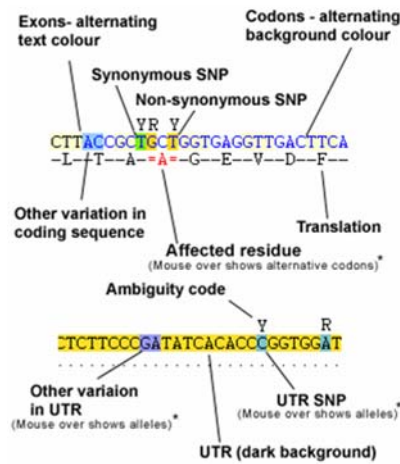 Exons- alternating
text colour
Codons - alternating
background colour
Synonymous SNP
Non-synonymous SNP
YR Y
CTTACCGCTGCTGGTGAGGTTGACTTCA
–L––T––A–=A=–G––E––V––D––F––
Other variation in
coding sequence
Translation
Affected residue
(Mouse over shows alternative codons)*
Ambiguity code
Y R
CTCTTCCCGATATCACACCCGGTGGAT
Other variaion
in UTR
(Mouse over shows alleles)*
UTR SNP
(Mouse over shows alleles)*
UTR (dark background)